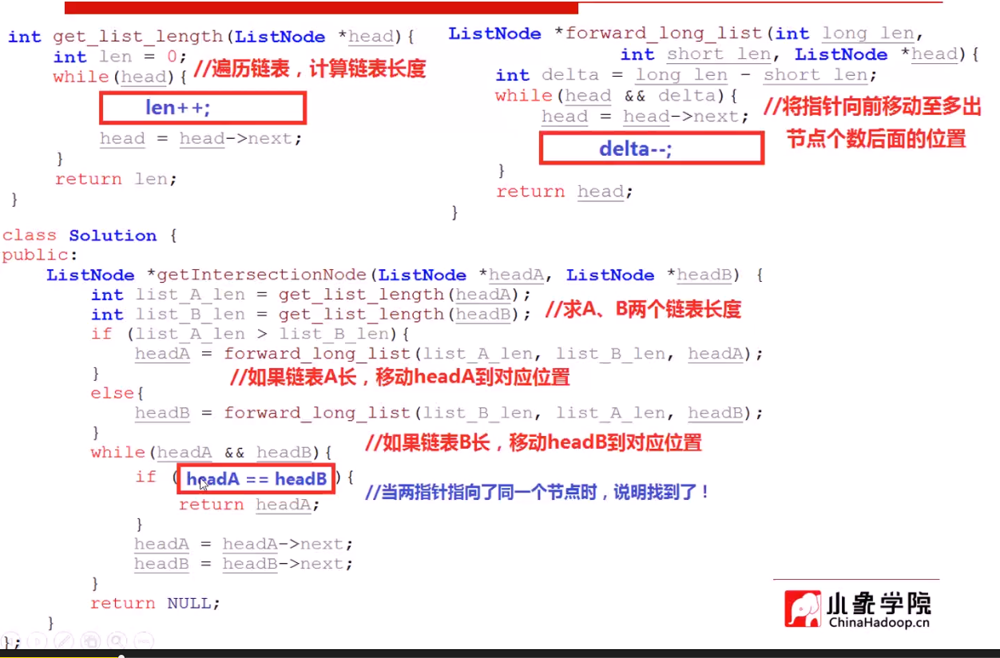 int get_list_length(ListNode *head){
int len = 0;
while(head){ //遍历链表，计算链表长度
len++;
head = head->next;
}
return len;
}
ListNode *forward_long_list(int long_len,
int short_len, ListNode *head){
int delta = long_len - short_len;
while(head && delta){
head = head->next; //将指针向前移动至多出
节点个数后面的位置
delta--;
}
return head;
}
class Solution {
public:
ListNode *getIntersectionNode(ListNode *headA, ListNode *headB) {
int list_A_len = get_list_length(headA);
int list_B_len = get_list_length(headB); //求A、B两个链表长度
if (list_A_len > list_B_len){
headA = forward_long_list(list_A_len, list_B_len, headA);
} //如果链表A长，移动headA到对应位置
else{
headB = forward_long_list(list_B_len, list_A_len, headB);
} //如果链表B长，移动headB到对应位置
while(headA && headB){
if (headA == headB){ //当两指针指向了同一个节点时，说明找到了！
return headA;
}
headA = headA->next;
headB = headB->next;
}
return NULL;
}
};
小象学院
ChinaHadoop.cn